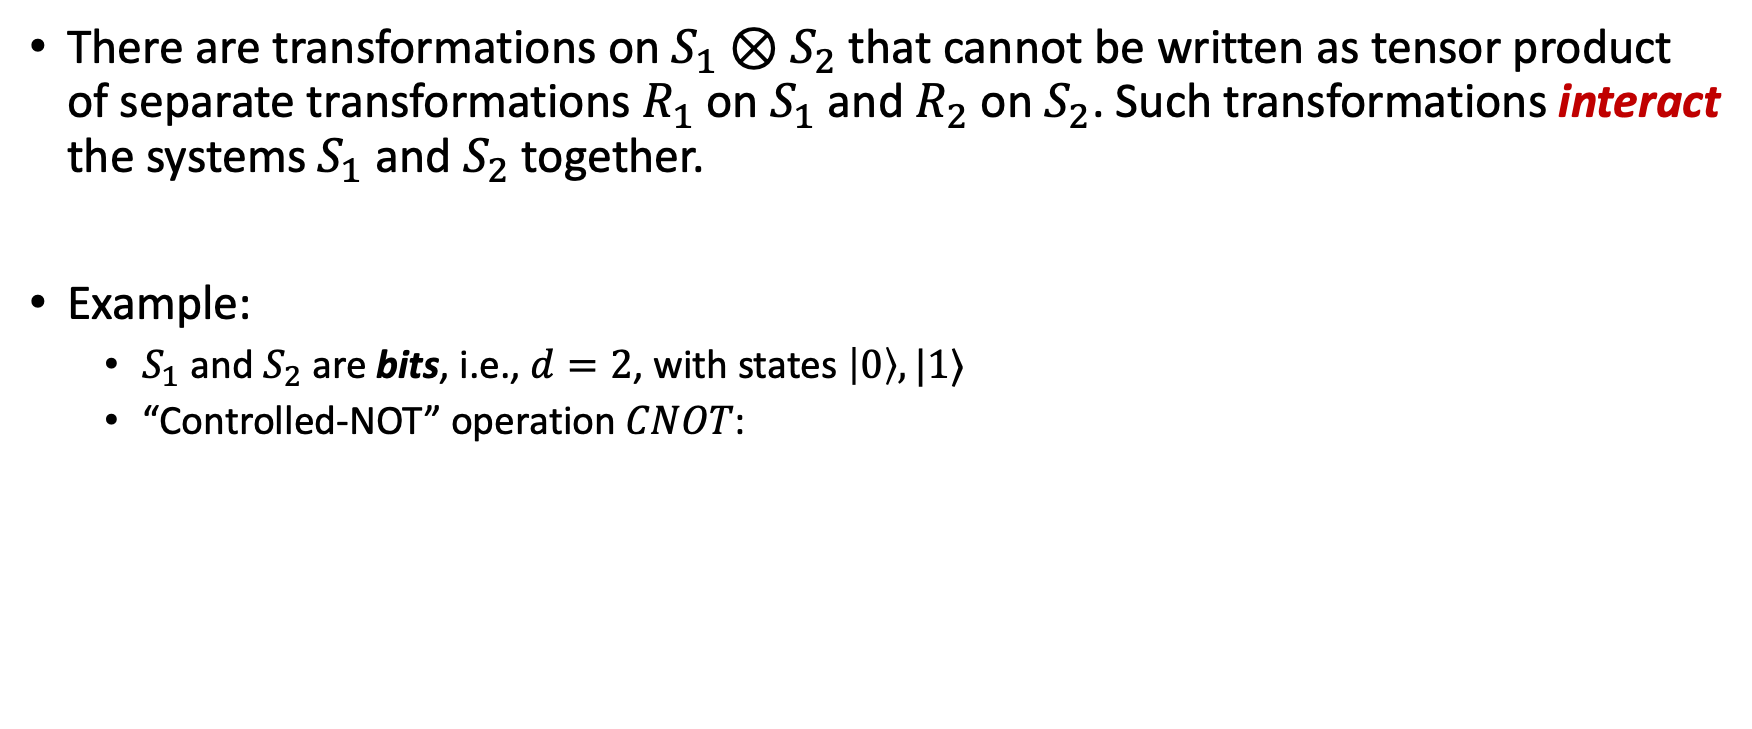 • There are transformations on 𝑆₁ ⊗ 𝑆₂ that cannot be written as tensor product
of separate transformations 𝑅₁ on 𝑆₁ and 𝑅₂ on 𝑆₂. Such transformations interact
the systems 𝑆₁ and 𝑆₂ together.
• Example:
• 𝑆₁ and 𝑆₂ are bits, i.e., 𝑑 = 2, with states |0⟩, |1⟩
• “Controlled-NOT” operation 𝐶𝑁𝑂𝑇: